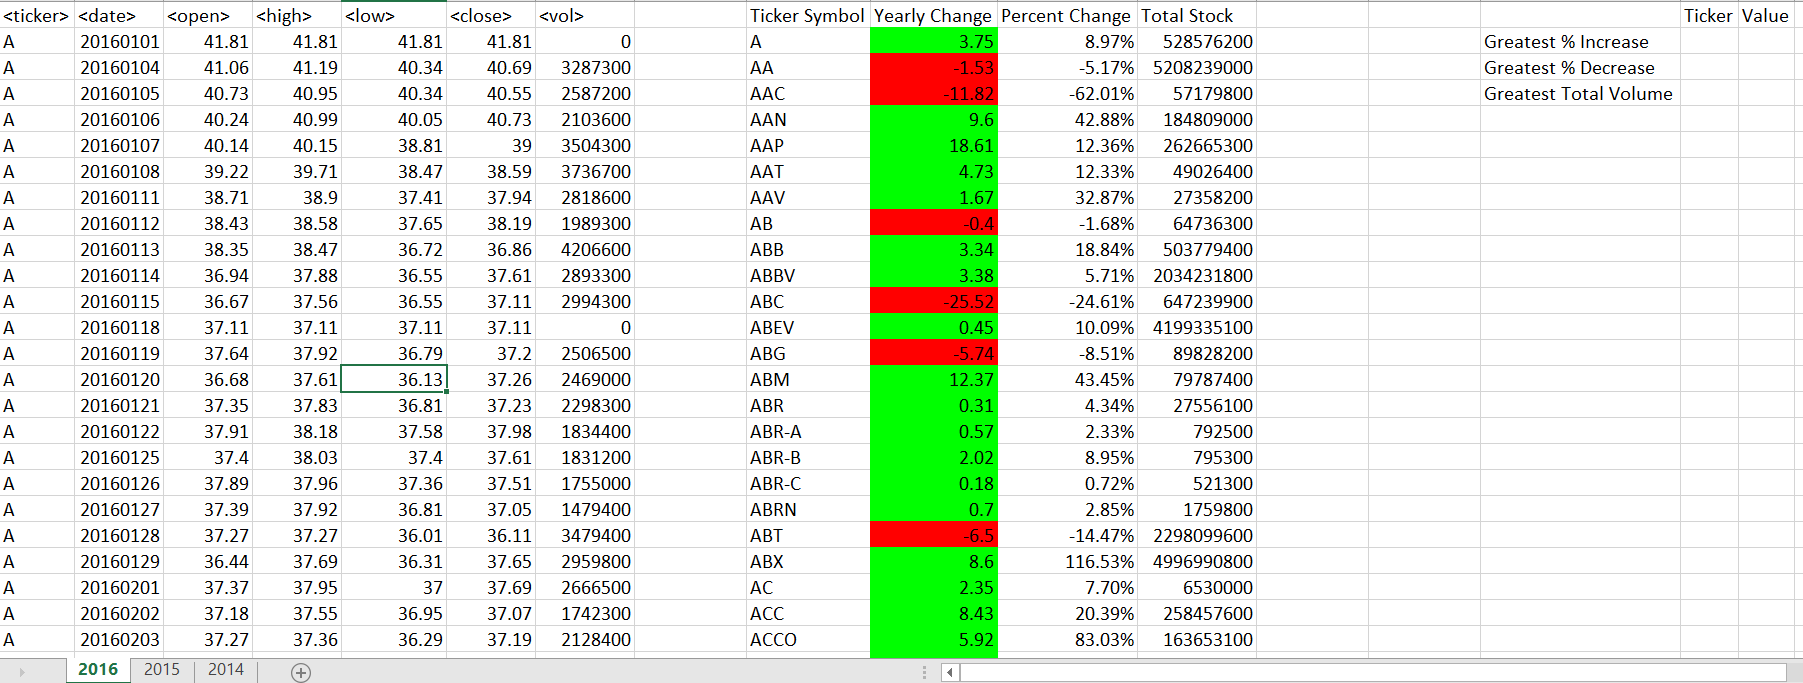 <ticker> <date> <open> <high> <low> <close> <vol> Ticker Symbol Yearly Change Percent Change Total Stock Ticker Value
A 20160101 41.81 41.81 41.81 41.81 0 A 3.75 8.97% 528576200 Greatest % Increase
A 20160104 41.06 41.19 40.34 40.69 3287300 AA -1.53 -5.17% 5208239000 Greatest % Decrease
A 20160105 40.73 40.95 40.34 40.55 2587200 AAC -11.82 -62.01% 57179800 Greatest Total Volume
A 20160106 40.24 40.99 40.05 40.73 2103600 AAN 9.6 42.88% 184809000
A 20160107 40.14 40.15 38.81 39 3504300 AAP 18.61 12.36% 262665300
A 20160108 39.22 39.71 38.47 38.59 3736700 AAT 4.73 12.33% 49026400
A 20160111 38.71 38.9 37.41 37.94 2818600 AAV 1.67 32.87% 27358200
A 20160112 38.43 38.58 37.65 38.19 1989300 AB -0.4 -1.68% 64736300
A 20160113 38.35 38.47 36.72 36.86 4206600 ABB 3.34 18.84% 503779400
A 20160114 36.94 37.88 36.55 37.61 2893300 ABBV 3.38 5.71% 2034231800
A 20160115 36.67 37.56 36.55 37.11 2994300 ABC -25.52 -24.61% 647239900
A 20160118 37.11 37.11 37.11 37.11 0 ABEV 0.45 10.09% 4199335100
A 20160119 37.64 37.92 36.79 37.2 2506500 ABG -5.74 -8.51% 89828200
A 20160120 36.68 37.61 36.13 37.26 2469000 ABM 12.37 43.45% 79787400
A 20160121 37.35 37.83 36.81 37.23 2298300 ABR 0.31 4.34% 27556100
A 20160122 37.91 38.18 37.58 37.98 1834400 ABR-A 0.57 2.33% 792500
A 20160125 37.4 38.03 37.4 37.61 1831200 ABR-B 2.02 8.95% 795300
A 20160126 37.89 37.96 37.36 37.51 1755000 ABR-C 0.18 0.72% 521300
A 20160127 37.39 37.92 36.81 37.05 1479400 ABRN 0.7 2.85% 1759800
A 20160128 37.27 37.27 36.01 36.11 3479400 ABT -6.5 -14.47% 2298099600
A 20160129 36.44 37.69 36.31 37.65 2959800 ABX 8.6 116.53% 4996990800
A 20160201 37.37 37.95 37 37.69 2666500 AC 2.35 7.70% 6530000
A 20160202 37.18 37.55 36.95 37.07 1742300 ACC 8.43 20.39% 258457600
A 20160203 37.27 37.36 36.29 37.19 2128400 ACCO 5.92 83.03% 163653100
2016 2015 2014